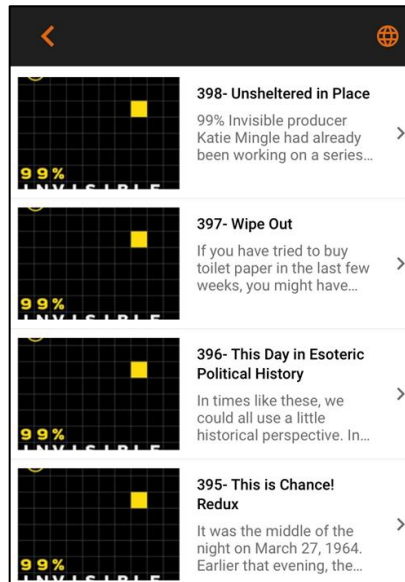 398- Unsheltered in Place
99% Invisible producer
Katie Mingle had already
been working on a series...
99%
INVISIBLE
397- Wipe Out
If you have tried to buy
toilet paper in the last few
weeks, you might have...
99%
INVISIBLE
396- This Day in Esoteric
Political History
In times like these, we
could all use a little
historical perspective. In...
99%
INVISIBLE
395- This is Chance!
Redux
It was the middle of the
night on March 27, 1964.
Earlier that evening, the...
99%